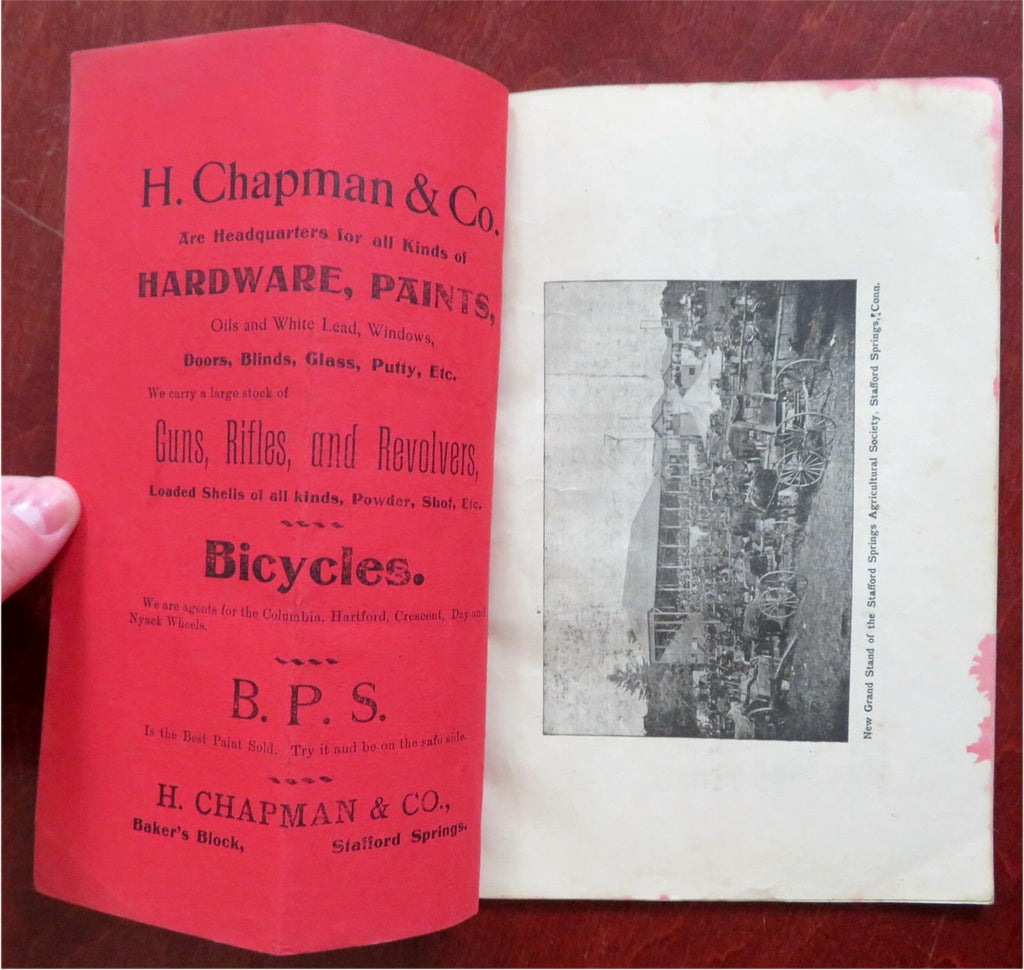 H. Chapman & Co.
Are Headquarters for all Kinds of
HARDWARE, PAINTS,
Oils and White Lead, Windows,
Doors, Blinds, Glass, Putty, Etc.
We carry a large stock of
Guns, Rifles, and Revolvers,
Loaded Shells of all kinds, Powder, Shot, Etc.
Bicycles.
We are agents for the Columbia, Hartford, Crescent, Day and
Nyack Wheels.
B. P. S.
Is the Best Paint Sold. Try it and be on the safe side.
H. CHAPMAN & CO.,
Baker's Block, Stafford Springs.
New Grand Stand of the Stafford Springs Agricultural Society, Stafford Springs, Conn.